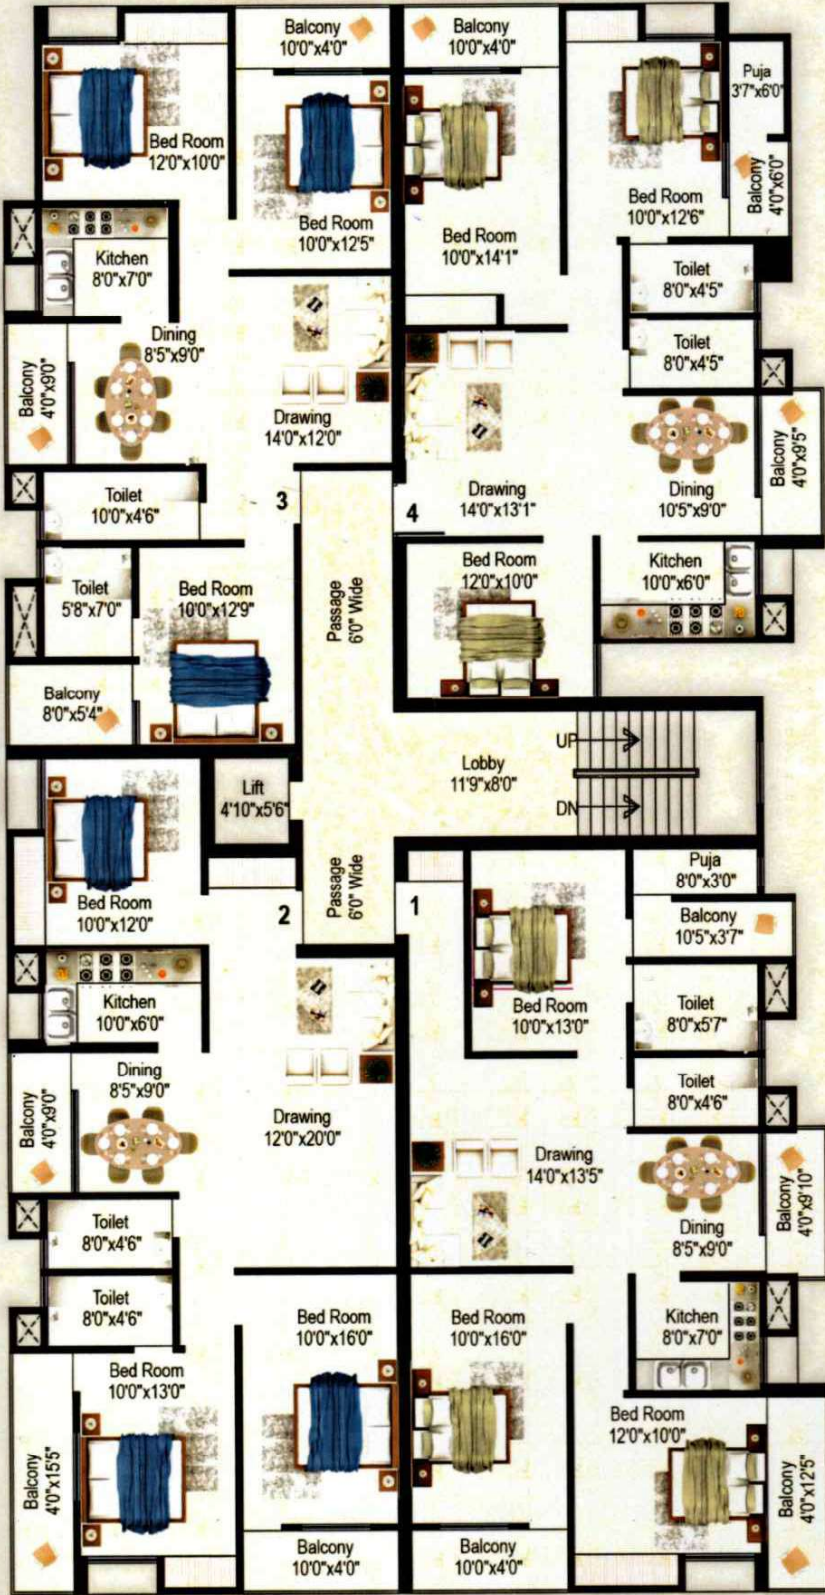 Balcony
10'0"x4'0"
Balcony
10'0"x4'0"
Puja
3'7"x6'0"
Bed Room
12'0"x10'0"
Bed Room
10'0"x12'5"
Bed Room
10'0"x14'1"
Bed Room
10'0"x12'6"
Balcony
4'0"x6'0"
Kitchen
8'0"x7'0"
Toilet
8'0"x4'5"
Toilet
8'0"x4'5"
Dining
8'5"x9'0"
Balcony
4'0"x9'0"
Drawing
14'0"x12'0"
Balcony
4'0"x9'5"
Toilet
10'0"x4'6"
3
4
Drawing
14'0"x13'1"
Dining
10'5"x9'0"
Toilet
5'8"x7'0"
Bed Room
10'0"x12'9"
Passage
6'0" Wide
Bed Room
12'0"x10'0"
Kitchen
10'0"x6'0"
Balcony
8'0"x5'4"
Lift
4'10"x5'6"
Lobby
11'9"x8'0"
UP
DN
Bed Room
10'0"x12'0"
2
Passage
6'0" Wide
1
Puja
8'0"x3'0"
Balcony
10'5"x3'7"
Kitchen
10'0"x6'0"
Bed Room
10'0"x13'0"
Toilet
8'0"x5'7"
Dining
8'5"x9'0"
Balcony
4'0"x9'0"
Toilet
8'0"x4'6"
Drawing
12'0"x20'0"
Drawing
14'0"x13'5"
Balcony
4'0"x9'10"
Toilet
8'0"x4'6"
Dining
8'5"x9'0"
Toilet
8'0"x4'6"
Bed Room
10'0"x16'0"
Bed Room
10'0"x16'0"
Kitchen
8'0"x7'0"
Bed Room
10'0"x13'0"
Bed Room
12'0"x10'0"
Balcony
4'0"x15'5"
Balcony
4'0"x12'5"
Balcony
10'0"x4'0"
Balcony
10'0"x4'0"